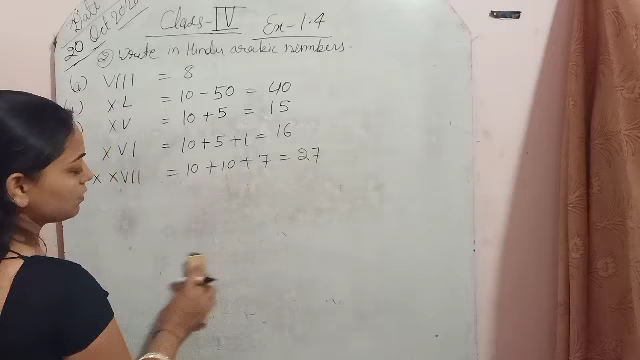 Date
20 Oct 2020
Class-IV Ex-1.4
② Write in Hindu arabic numbers.
VIII = 8
XL = 10-50 = 40
XV = 10+5 = 15
XVI = 10+5+1 = 16
XXVII = 10+10+7 = 27